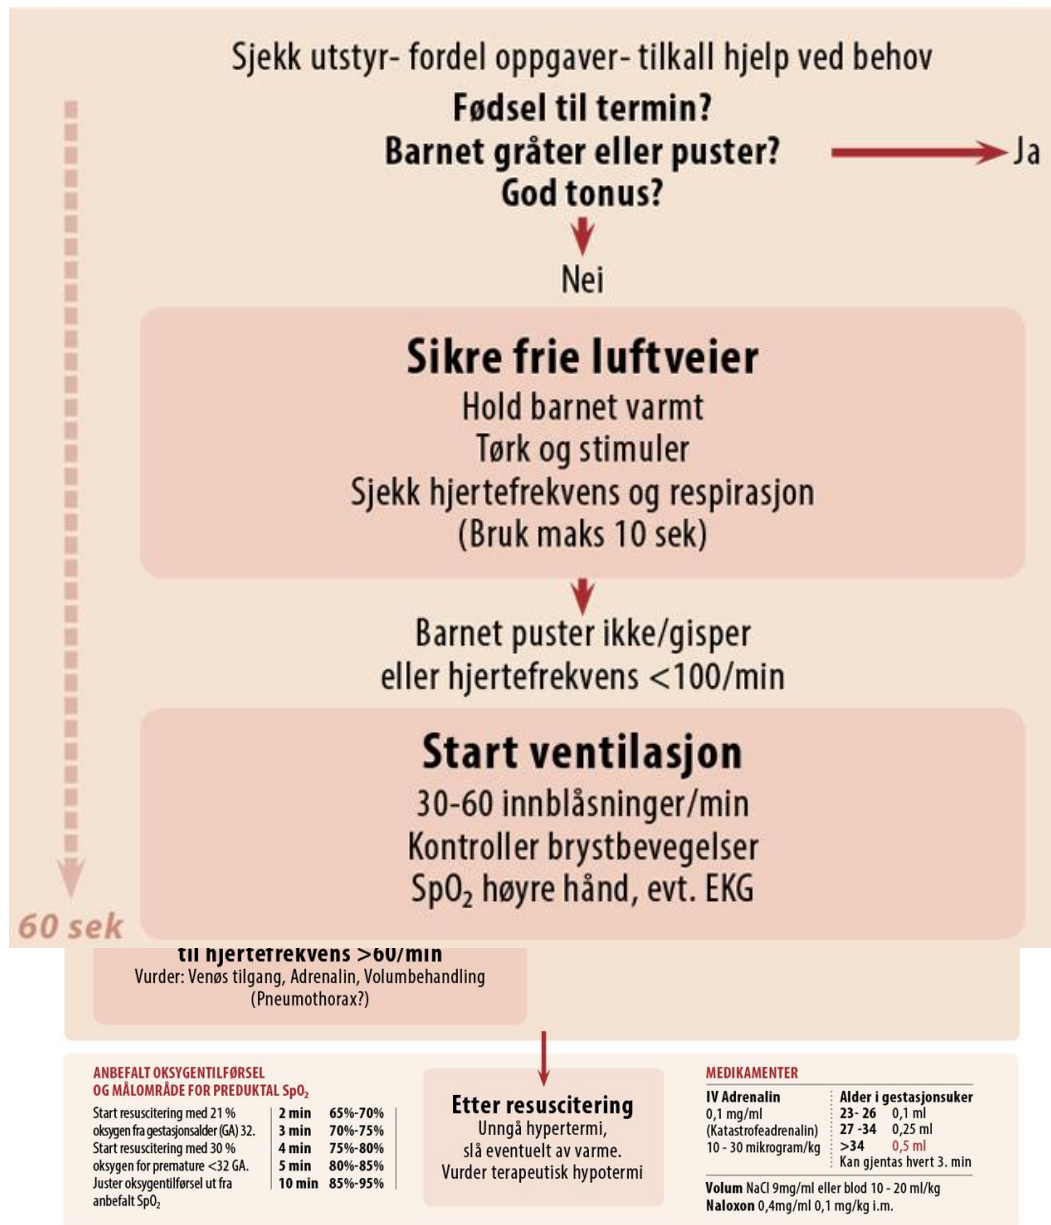 Sjekk utstyr- fordel oppgaver- tilkall hjelp ved behov
Fødsel til termin?
Barnet gråter eller puster?
Ja
God tonus?
Nei
Sikre frie luftveier
Hold barnet varmt
Tørk og stimuler
Sjekk hjertefrekvens og respirasjon
(Bruk maks 10 sek)
Barnet puster ikke/gisper
eller hjertefrekvens <100/min
Start ventilasjon
30-60 innblåsninger/min
Kontroller brystbevegelser
SpO₂ høyre hånd, evt. EKG
60 sek
til hjertefrekvens >60/min
Vurder: Venøs tilgang, Adrenalin, Volumbehandling
(Pneumothorax?)
ANBEFALT OKSYGENTILFØRSEL
OG MÅLOMRÅDE FOR PREDUKTAL SpO₂
Start resuscitering med 21 %
oksygen fra gestasjonsalder (GA) 32.
Start resuscitering med 30 %
oksygen for premature <32 GA.
Juster oksygentilførsel ut fra
anbefalt SpO₂
2 min 65%-70%
3 min 70%-75%
4 min 75%-80%
5 min 80%-85%
10 min 85%-95%
Etter resuscitering
Unngå hypertermi,
slå eventuelt av varme.
Vurder terapeutisk hypotermi
MEDIKAMENTER
IV Adrenalin
0,1 mg/ml
(Katastrofeadrenalin)
10 - 30 mikrogram/kg
Alder i gestasjonsuker
23- 26 0,1 ml
27 -34 0,25 ml
>34 0,5 ml
Kan gjentas hvert 3. min
Volum NaCl 9mg/ml eller blod 10 - 20 ml/kg
Naloxon 0,4mg/ml 0,1 mg/kg i.m.